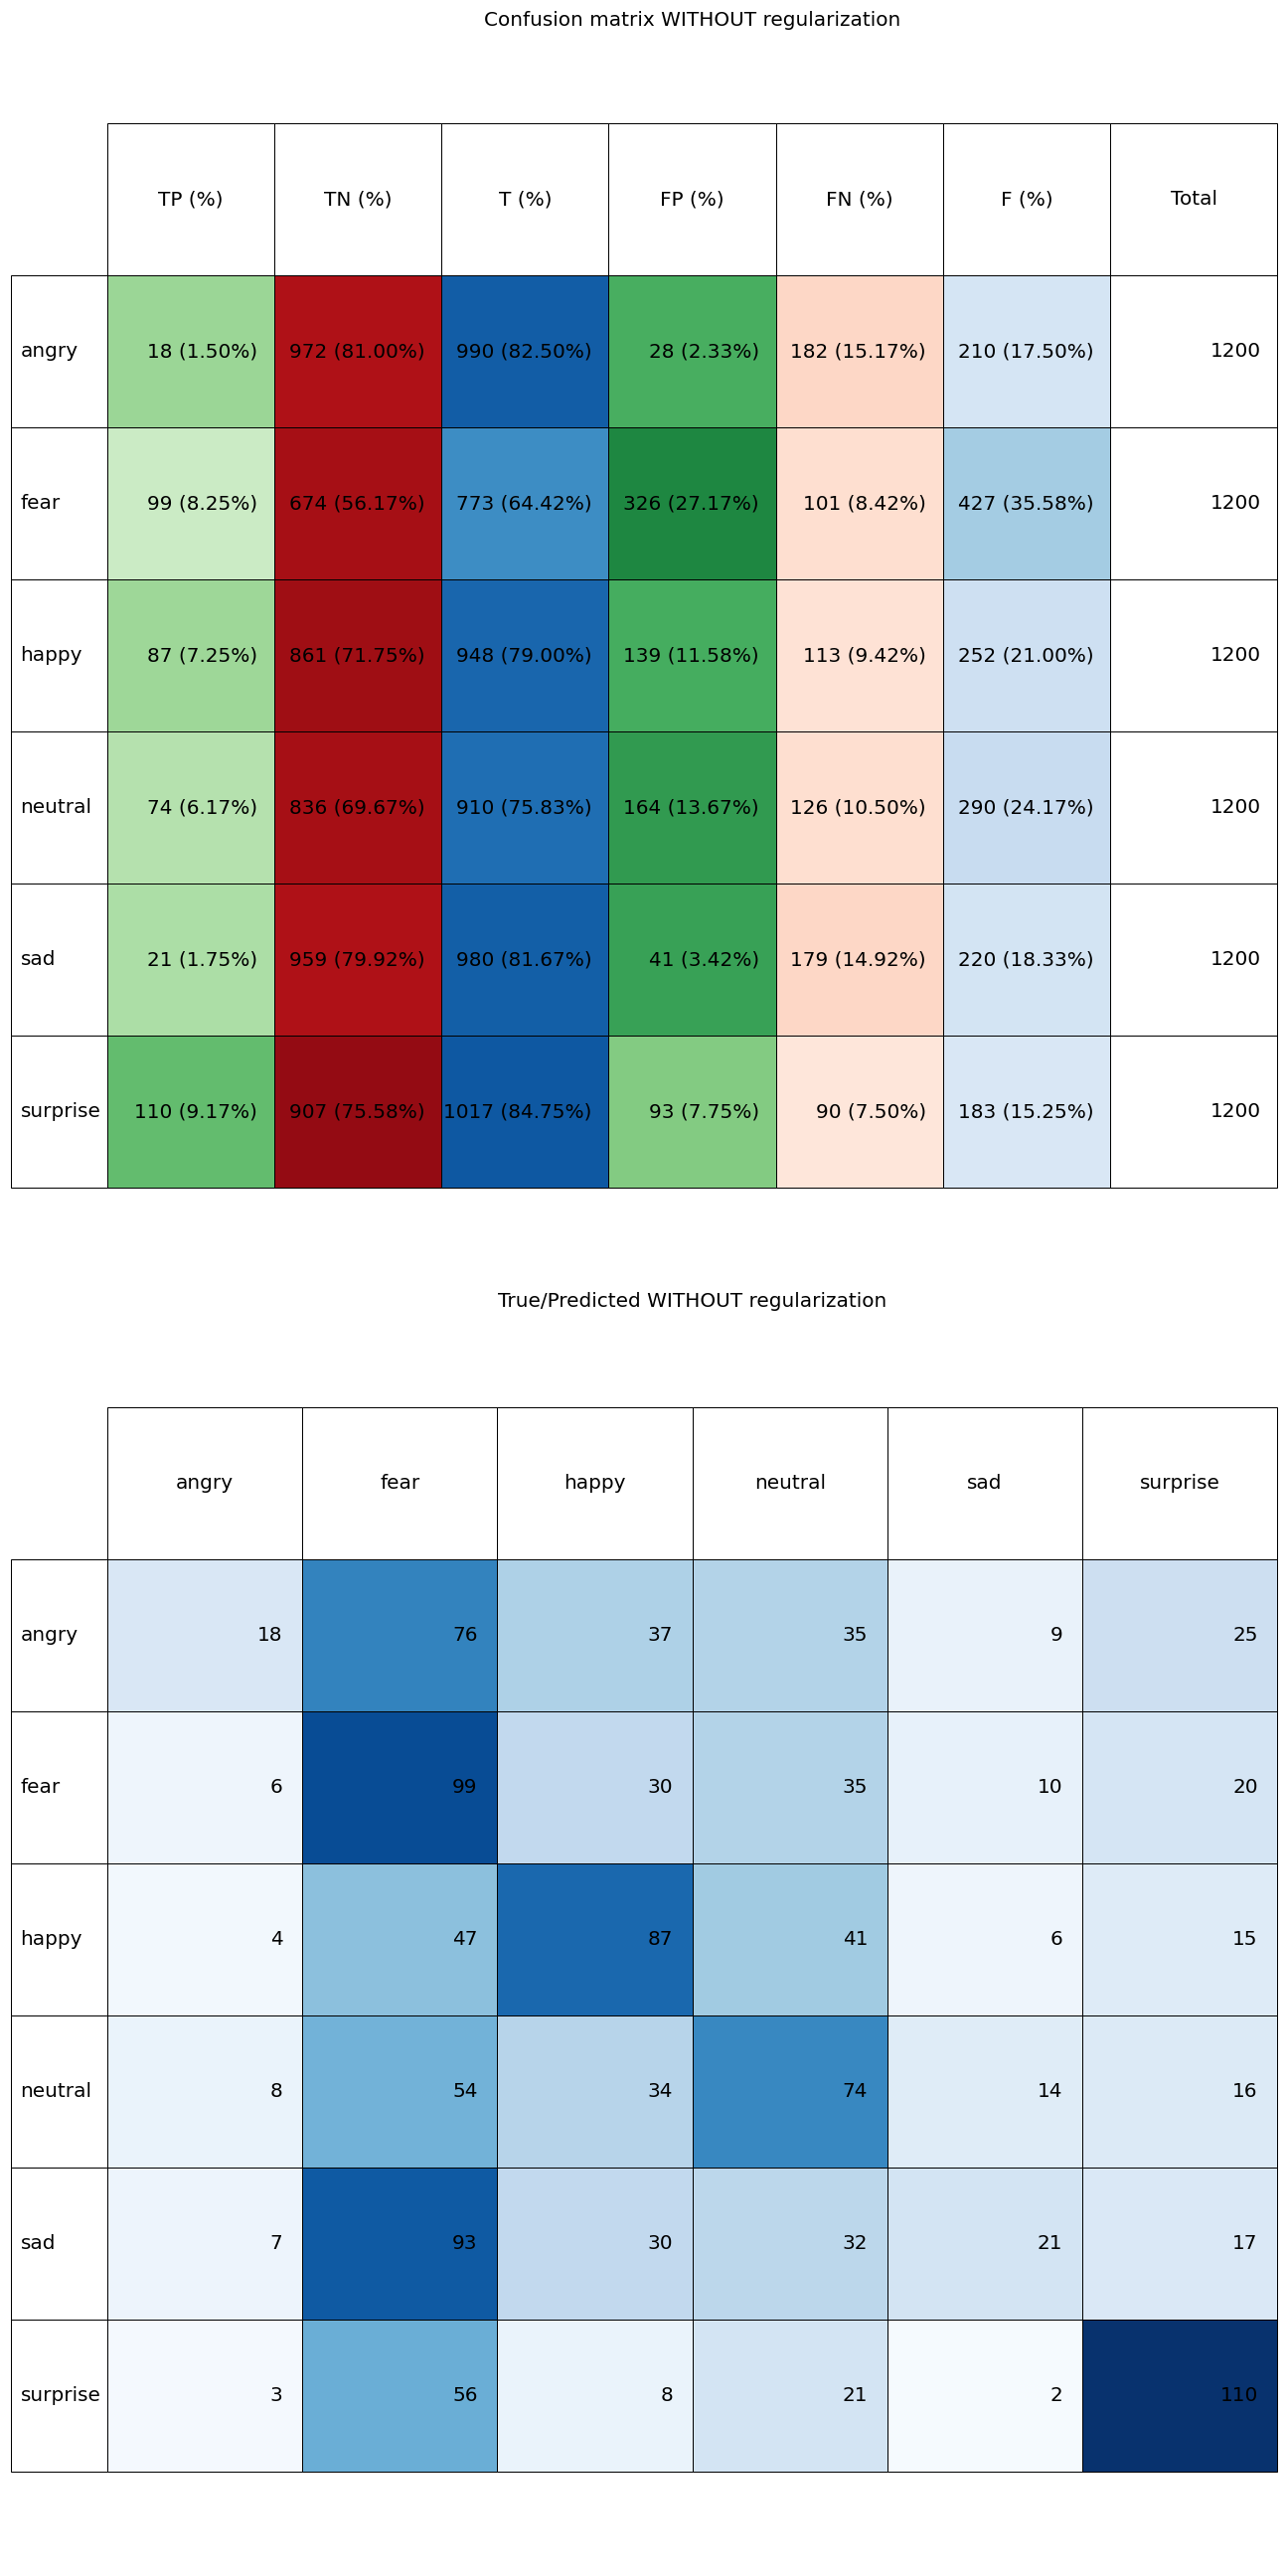 Confusion matrix WITHOUT regularization
TP (%) TN (%) T (%) FP (%) FN (%) F (%) Total
angry 18 (1.50%) 972 (81.00%) 990 (82.50%) 28 (2.33%) 182 (15.17%) 210 (17.50%) 1200
fear 99 (8.25%) 674 (56.17%) 773 (64.42%) 326 (27.17%) 101 (8.42%) 427 (35.58%) 1200
happy 87 (7.25%) 861 (71.75%) 948 (79.00%) 139 (11.58%) 113 (9.42%) 252 (21.00%) 1200
neutral 74 (6.17%) 836 (69.67%) 910 (75.83%) 164 (13.67%) 126 (10.50%) 290 (24.17%) 1200
sad 21 (1.75%) 959 (79.92%) 980 (81.67%) 41 (3.42%) 179 (14.92%) 220 (18.33%) 1200
surprise 110 (9.17%) 907 (75.58%) 1017 (84.75%) 93 (7.75%) 90 (7.50%) 183 (15.25%) 1200
True/Predicted WITHOUT regularization
angry fear happy neutral sad surprise
angry 18 76 37 35 9 25
fear 6 99 30 35 10 20
happy 4 47 87 41 6 15
neutral 8 54 34 74 14 16
sad 7 93 30 32 21 17
surprise 3 56 8 21 2 110